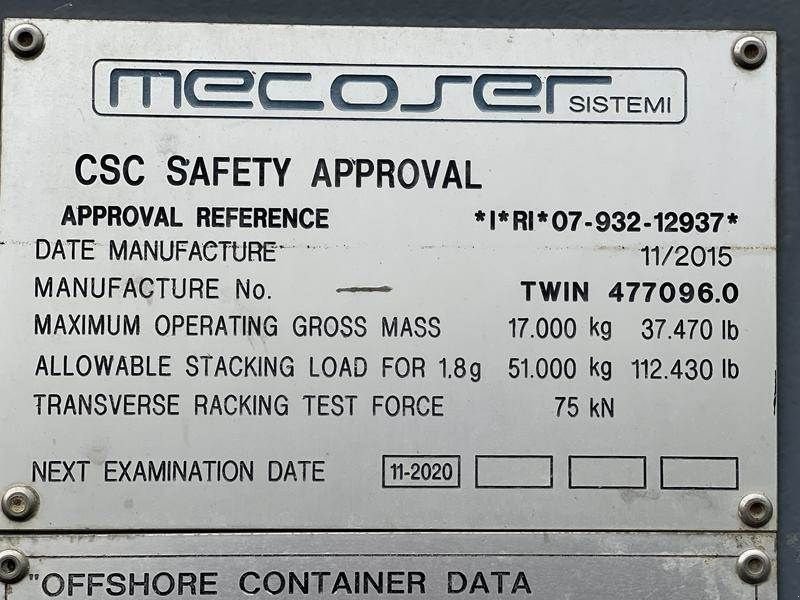 mecoser SISTEMI
CSC SAFETY APPROVAL
APPROVAL REFERENCE *I*RI*07-932-12937*
DATE MANUFACTURE 11/2015
MANUFACTURE No. — TWIN 477096.0
MAXIMUM OPERATING GROSS MASS 17.000 kg 37.470 lb
ALLOWABLE STACKING LOAD FOR 1.8g 51.000 kg 112.430 lb
TRANSVERSE RACKING TEST FORCE 75 kN
NEXT EXAMINATION DATE 11-2020
"OFFSHORE CONTAINER DATA